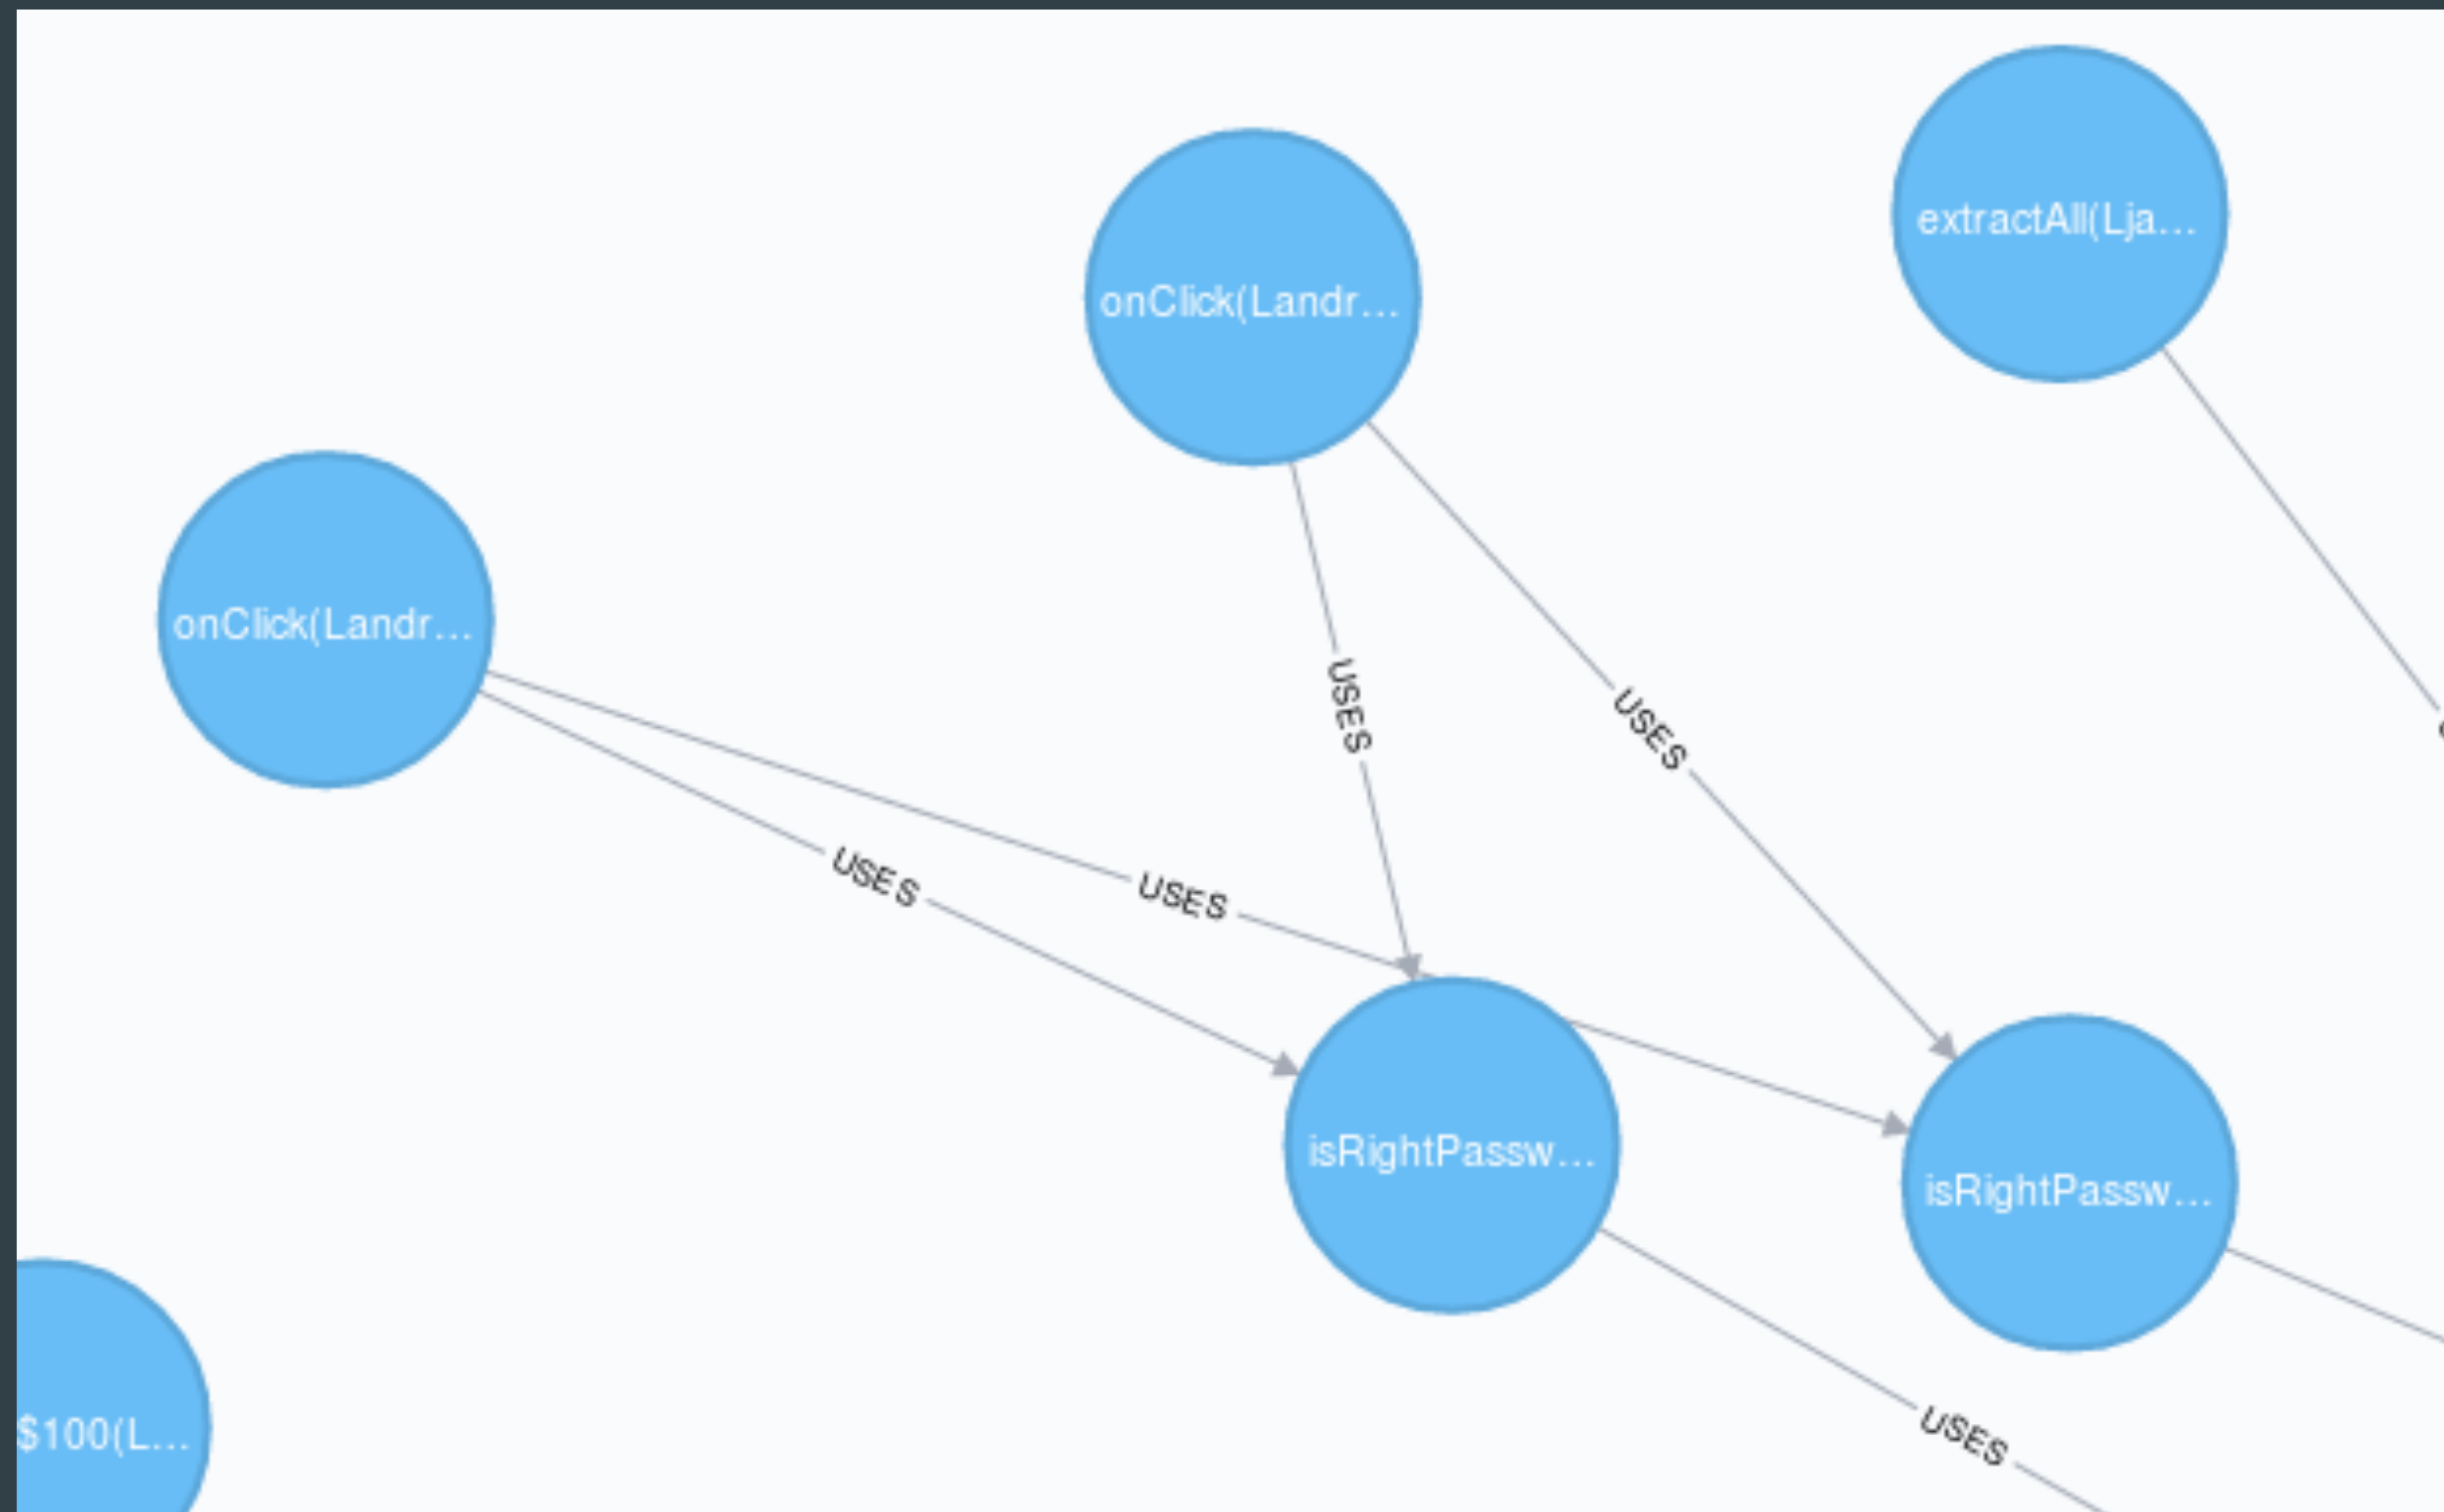 extractAll(Lja...
onClick(Landr...
onClick(Landr...
USES
USES
USES
USES
isRightPassw...
isRightPassw...
$100(L...
USES